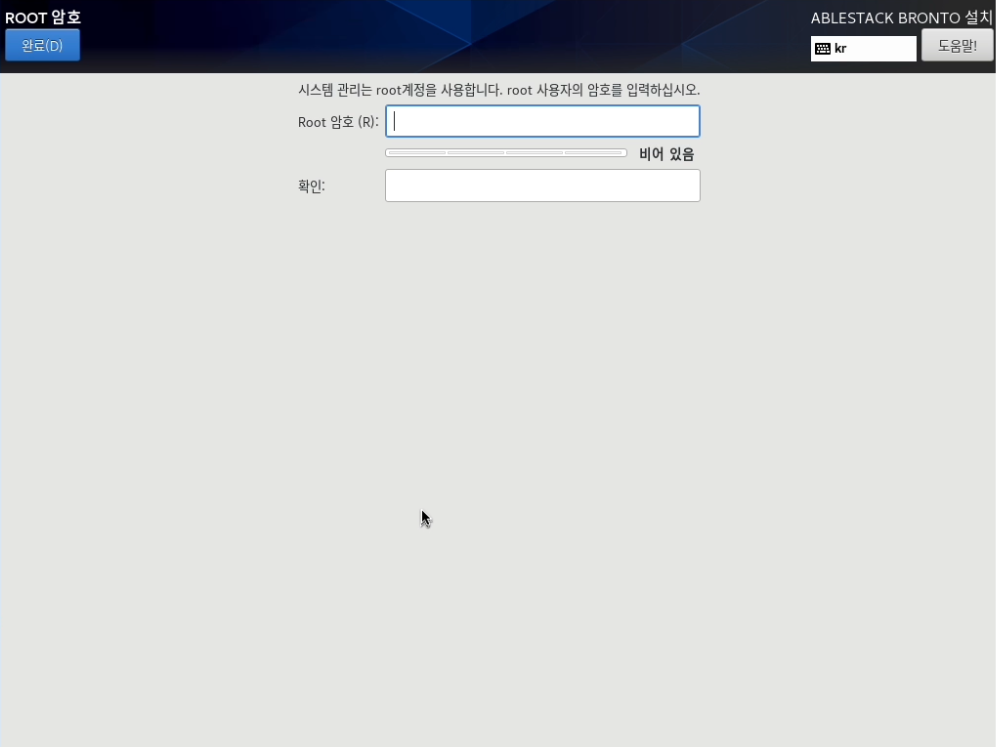 ROOT 암호
ABLESTACK BRONTO 설치
완료(D)
kr
도움말!
시스템 관리는 root계정을 사용합니다. root 사용자의 암호를 입력하십시오.
Root 암호 (R):
비어 있음
확인: